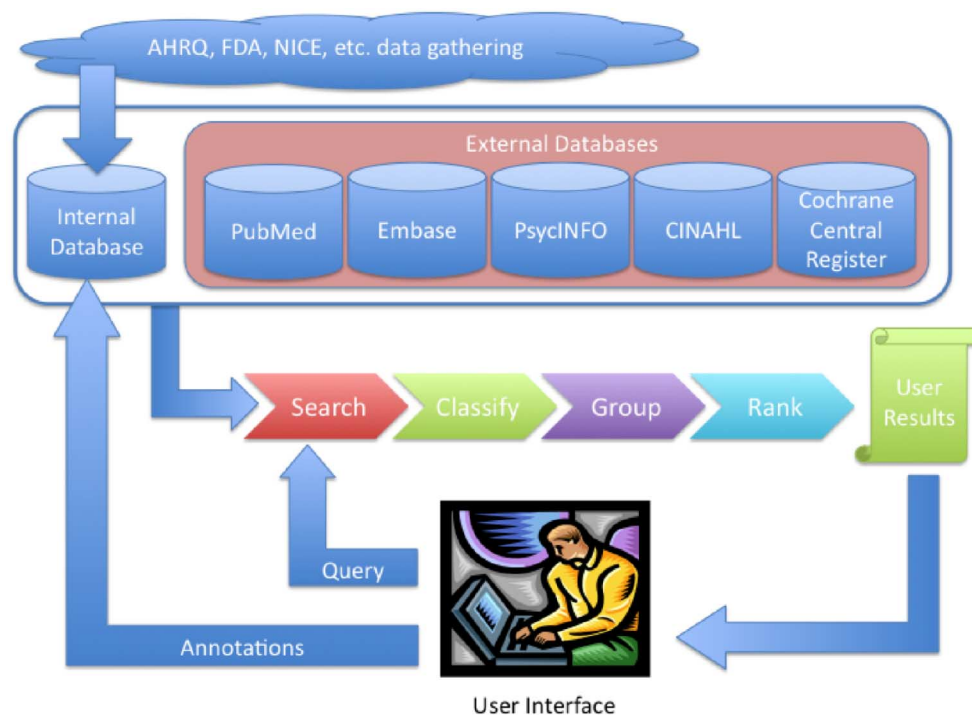 AHRQ, FDA, NICE, etc. data gathering
External Databases
Internal
Database
PubMed
Embase
PsycINFO
CINAHL
Cochrane
Central
Register
Search
Classify
Group
Rank
User
Results
Query
Annotations
User Interface